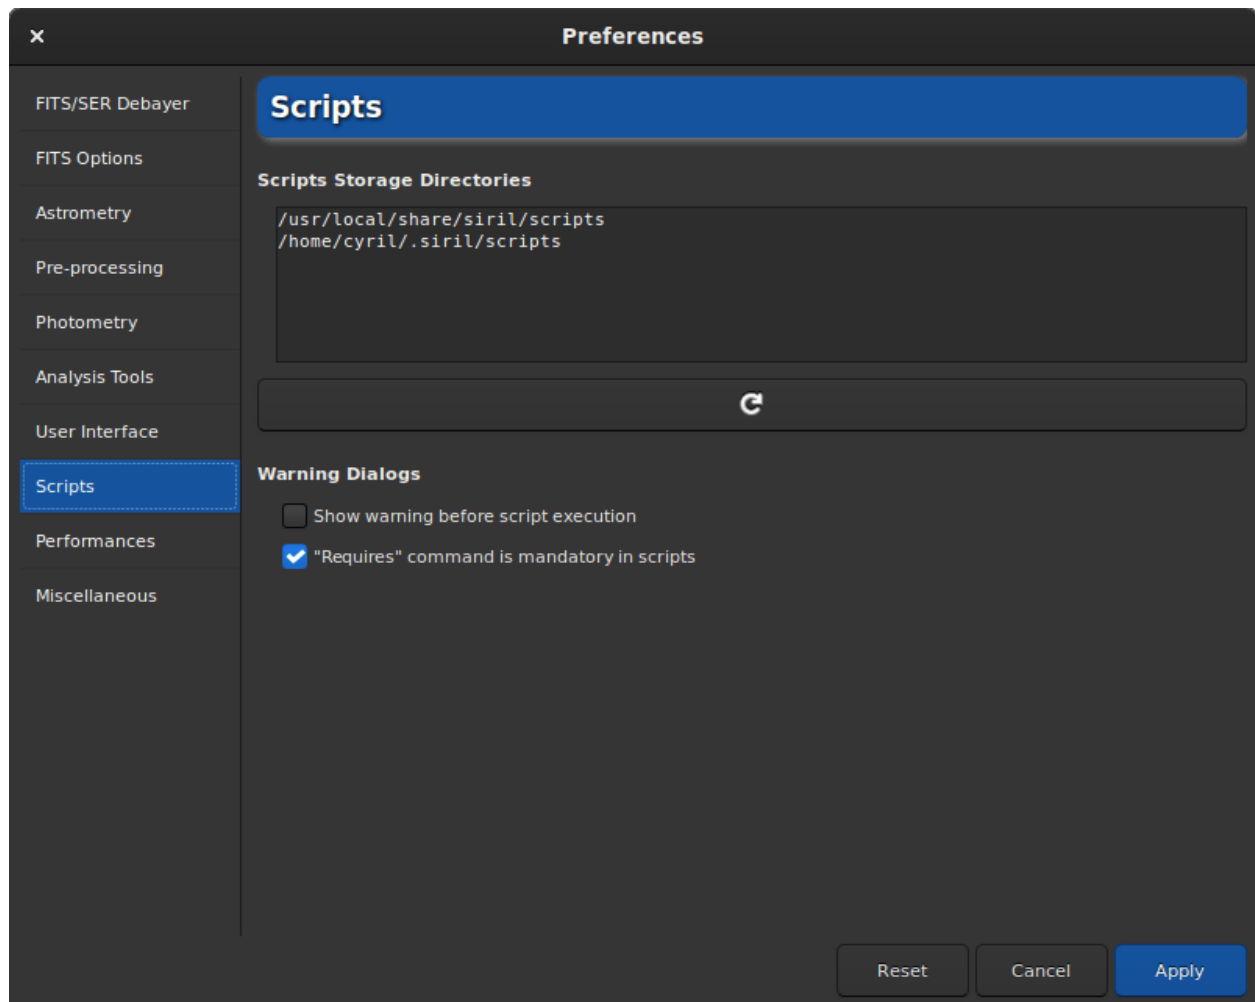 Preferences
FITS/SER Debayer
FITS Options
Astrometry
Pre-processing
Photometry
Analysis Tools
User Interface
Scripts
Performances
Miscellaneous
Scripts
Scripts Storage Directories
/usr/local/share/siril/scripts
/home/cyril/.siril/scripts
Warning Dialogs
Show warning before script execution
"Requires" command is mandatory in scripts
Reset
Cancel
Apply